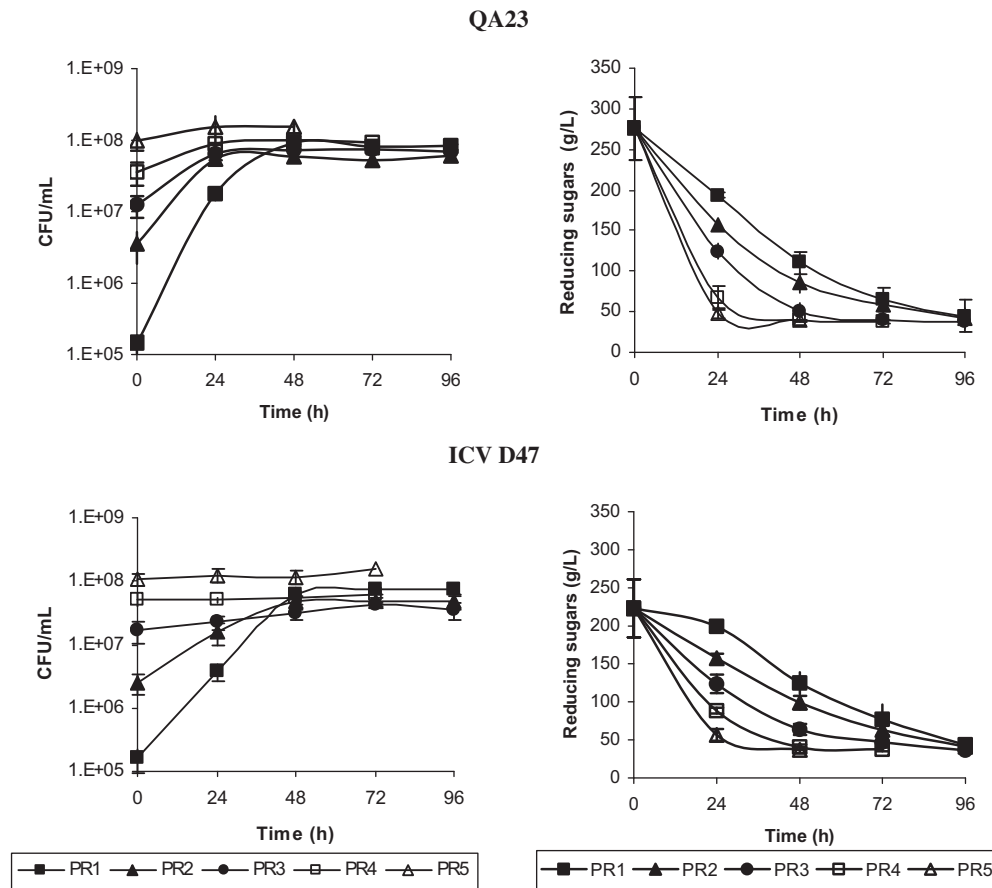 QA23
1.E+09
1.E+08
1.E+07
1.E+06
1.E+05
CFU/mL
0 24 48 72 96
Time (h)
350
300
250
200
150
100
50
0
Reducing sugars (g/L)
0 24 48 72 96
Time (h)
ICV D47
1.E+09
1.E+08
1.E+07
1.E+06
1.E+05
CFU/mL
0 24 48 72 96
Time (h)
PR1 PR2 PR3 PR4 PR5
350
300
250
200
150
100
50
0
Reducing sugars (g/L)
0 24 48 72 96
Time (h)
PR1 PR2 PR3 PR4 PR5